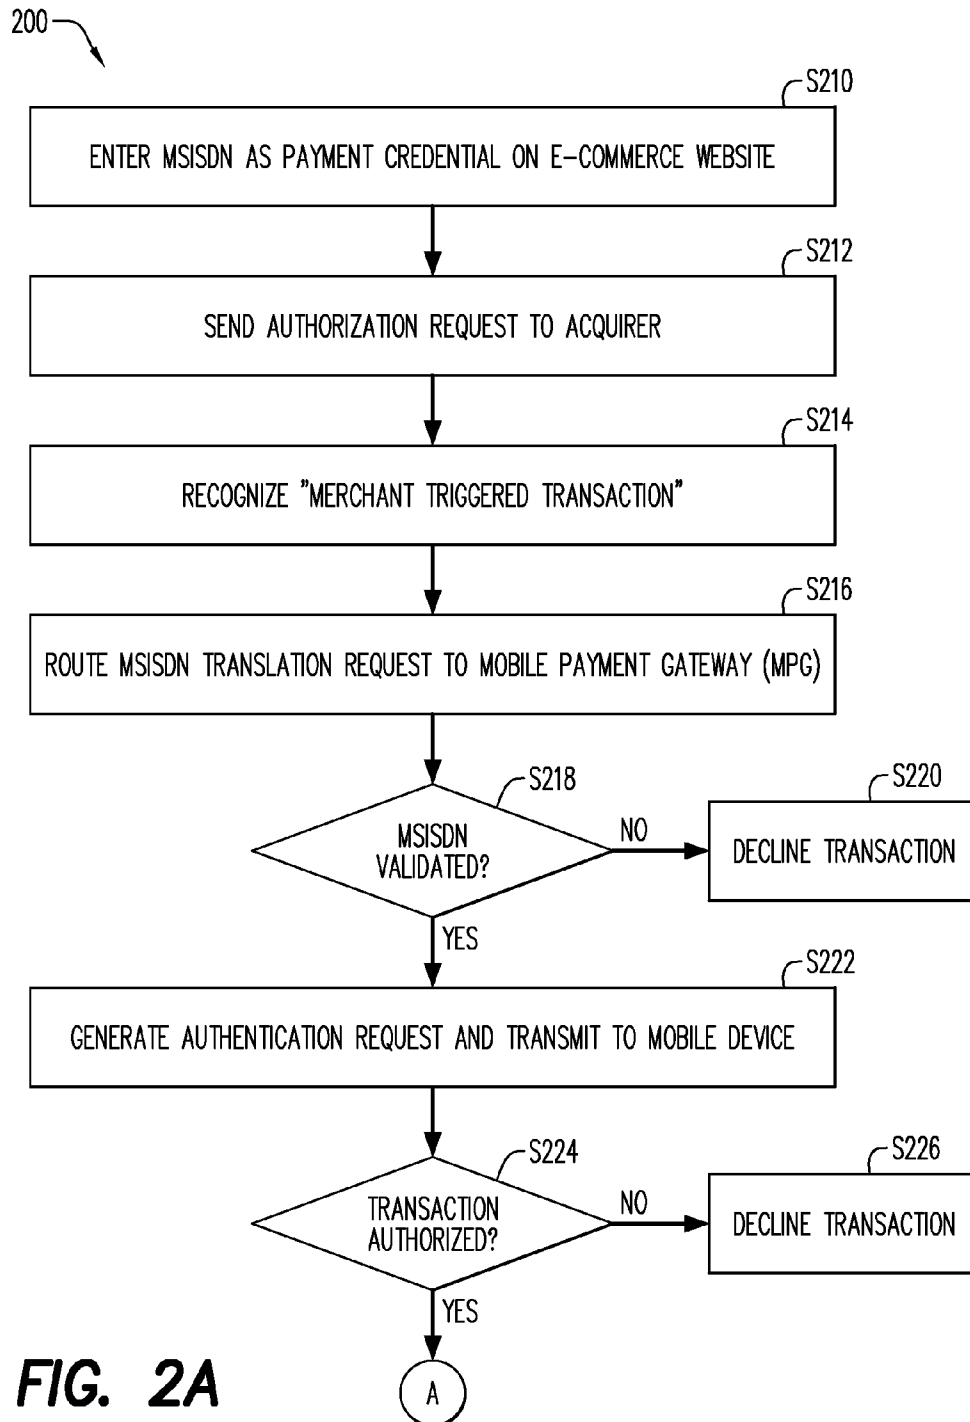 200
S210
ENTER MSISDN AS PAYMENT CREDENTIAL ON E-COMMERCE WEBSITE
S212
SEND AUTHORIZATION REQUEST TO ACQUIRER
S214
RECOGNIZE "MERCHANT TRIGGERED TRANSACTION"
S216
ROUTE MSISDN TRANSLATION REQUEST TO MOBILE PAYMENT GATEWAY (MPG)
S218
MSISDN
VALIDATED?
NO
S220
DECLINE TRANSACTION
YES
S222
GENERATE AUTHENTICATION REQUEST AND TRANSMIT TO MOBILE DEVICE
S224
TRANSACTION
AUTHORIZED?
NO
S226
DECLINE TRANSACTION
YES
A
FIG. 2A